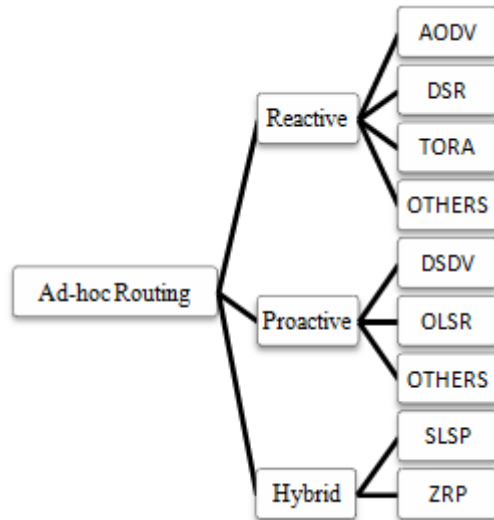 AODV
DSR
Reactive
TORA
OTHERS
DSDV
Ad-hoc Routing
Proactive
OLSR
OTHERS
SLSP
Hybrid
ZRP